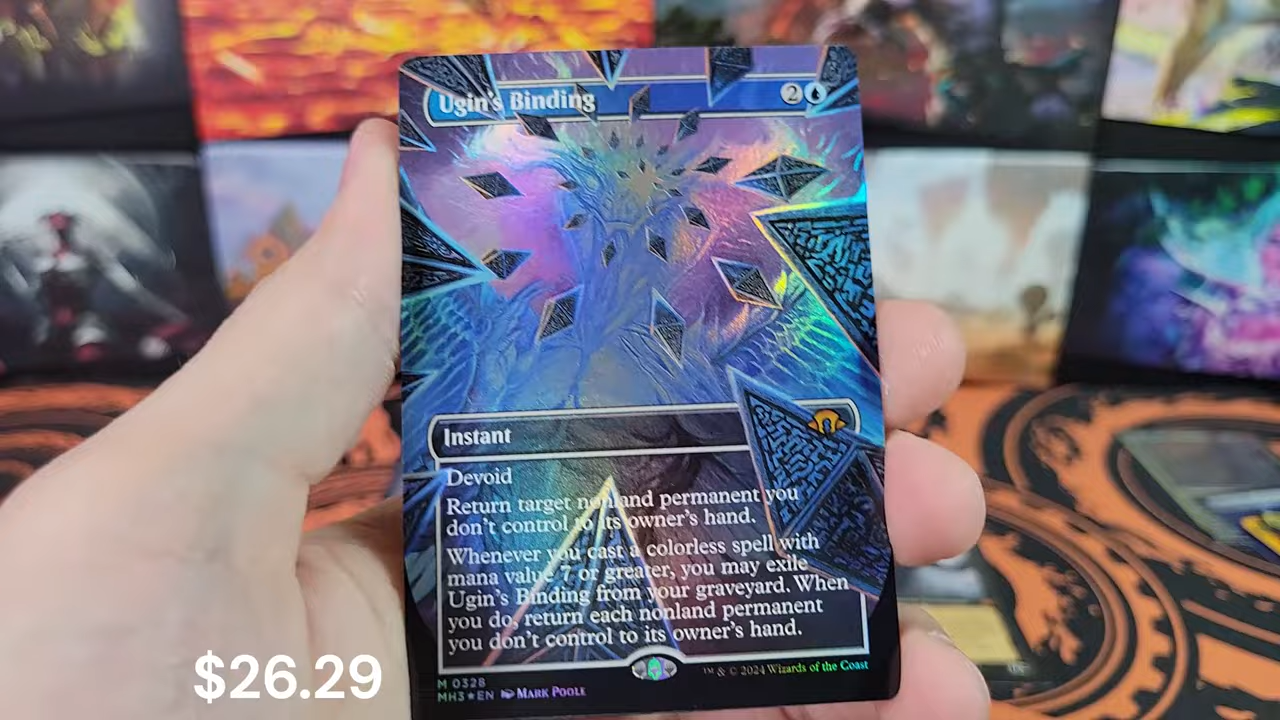 Ugin's Binding 2
Instant
Devoid
Return target nonland permanent you
don't control to its owner's hand.
Whenever you cast a colorless spell with
mana value 7 or greater, you may exile
Ugin's Binding from your graveyard. When
you do, return each nonland permanent
you don't control to its owner's hand.
M 0328
MH3★EN MARK POOLE
™ & © 2024 Wizards of the Coast
$26.29